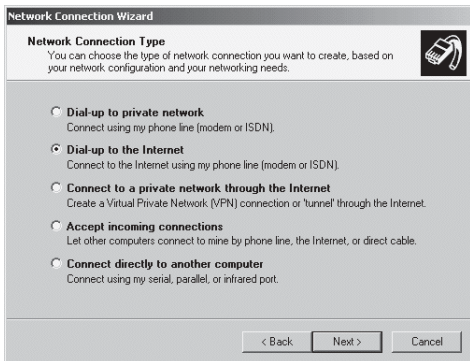 Network Connection Wizard
Network Connection Type
You can choose the type of network connection you want to create, based on
your network configuration and your networking needs.
Dial-up to private network
Connect using my phone line (modem or ISDN).
Dial-up to the Internet
Connect to the Internet using my phone line (modem or ISDN).
Connect to a private network through the Internet
Create a Virtual Private Network (VPN) connection or 'tunnel' through the Internet.
Accept incoming connections
Let other computers connect to mine by phone line, the Internet, or direct cable.
Connect directly to another computer
Connect using my serial, parallel, or infrared port.
< Back Next > Cancel